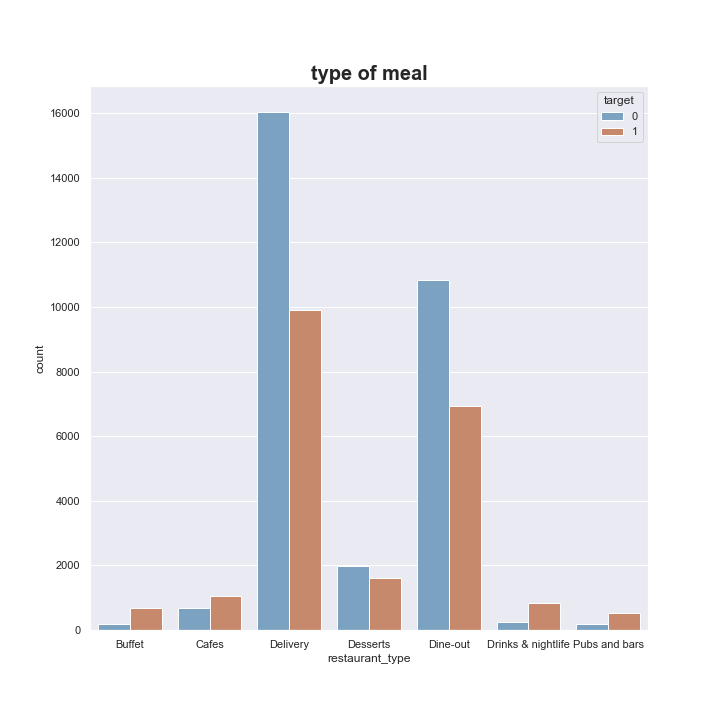 type of meal
target
0
1
16000
14000
12000
10000
8000
6000
4000
2000
0
count
Buffet Cafes Delivery Desserts Dine-out Drinks & nightlife Pubs and bars
restaurant_type